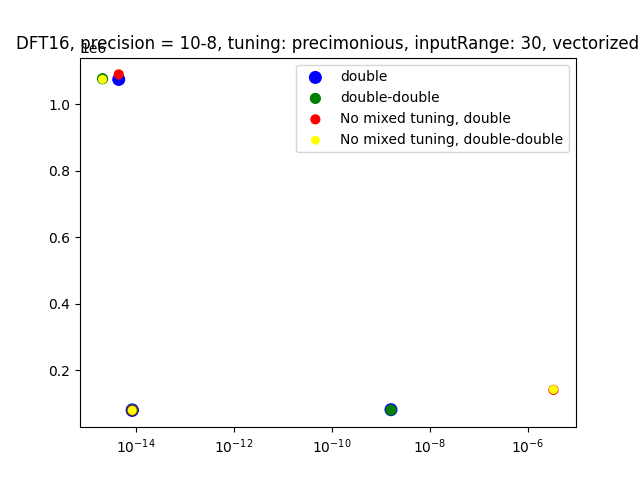 DFT16, precision = 10-8, tuning: precimonious, inputRange: 30, vectorized
1e6
double
double-double
No mixed tuning, double
No mixed tuning, double-double
1.0
0.8
0.6
0.4
0.2
10⁻¹⁴ 10⁻¹² 10⁻¹⁰ 10⁻⁸ 10⁻⁶